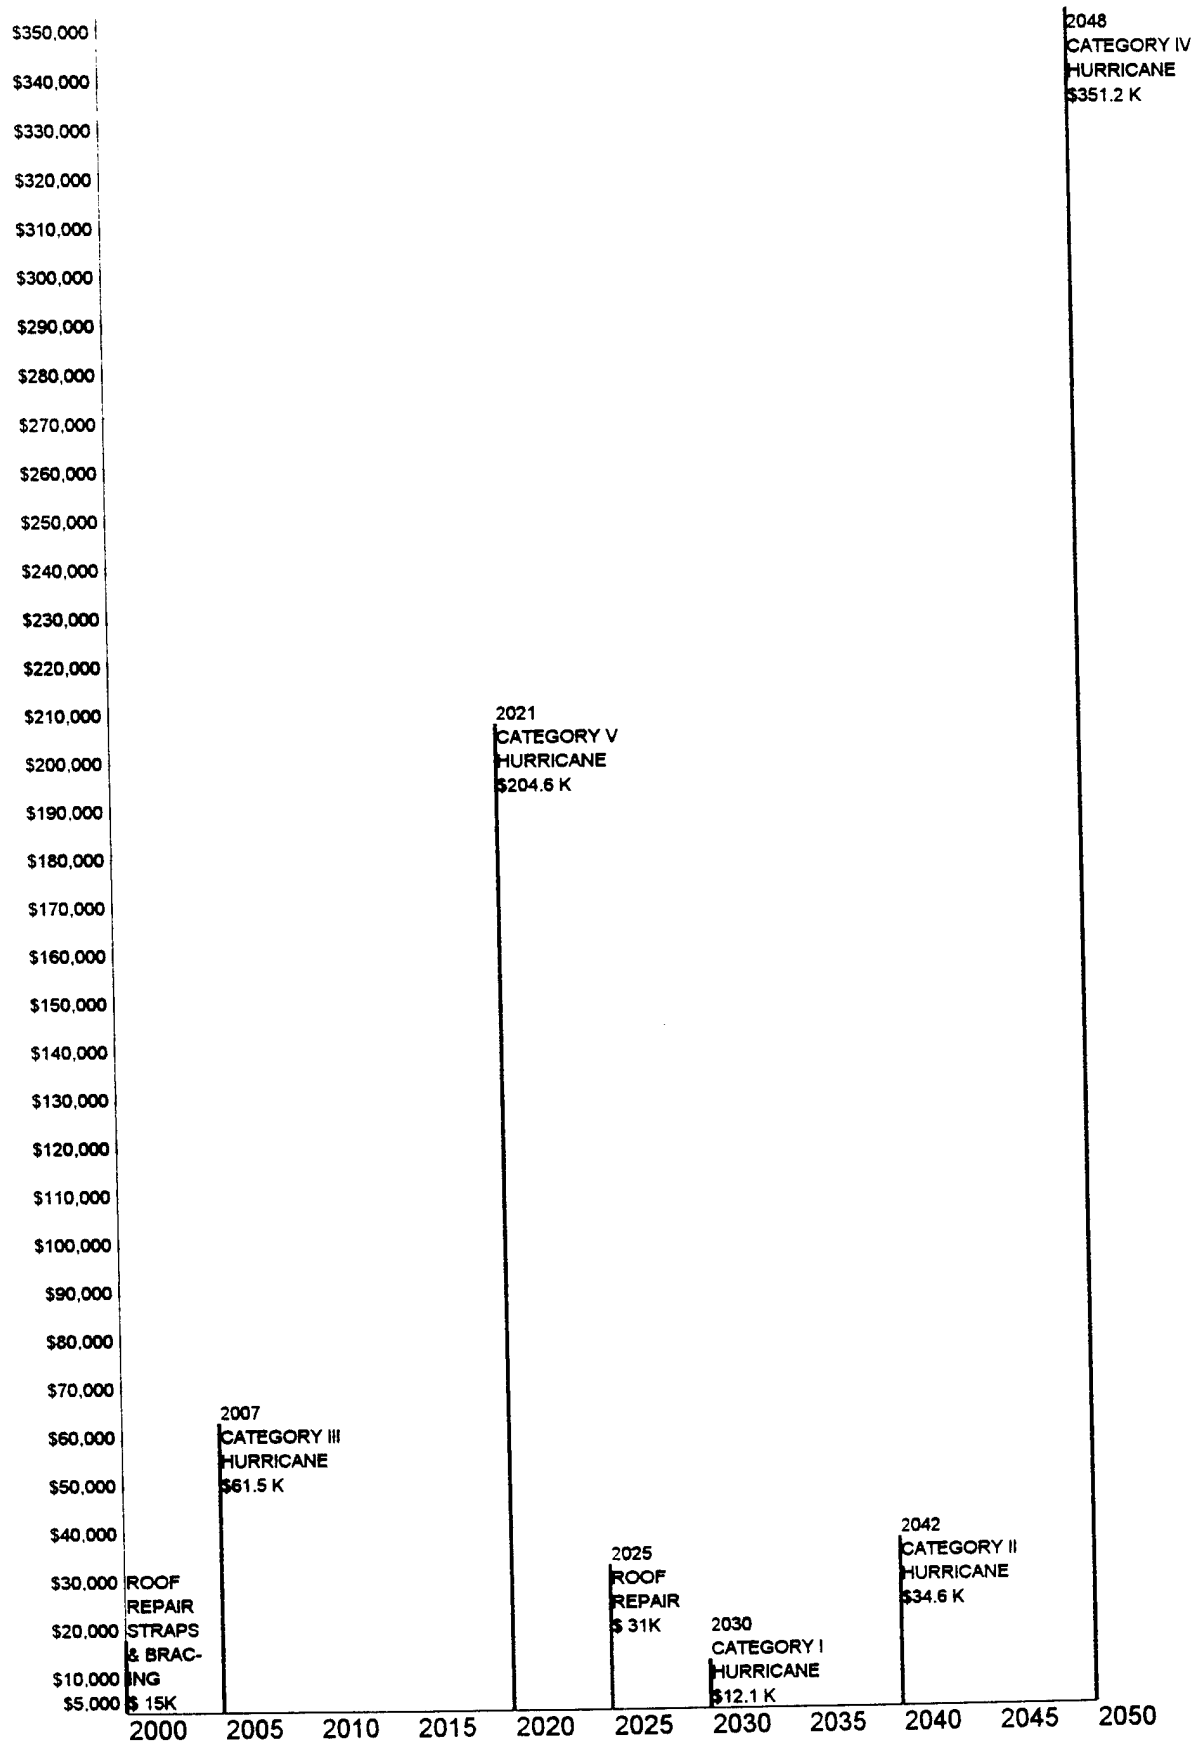 $350,000
$340,000
$330,000
$320,000
$310,000
$300,000
$290,000
$280,000
$270,000
$260,000
$250,000
$240,000
$230,000
$220,000
$210,000
$200,000
$190,000
$180,000
$170,000
$160,000
$150,000
$140,000
$130,000
$120,000
$110,000
$100,000
$90,000
$80,000
$70,000
$60,000
$50,000
$40,000
$30,000
$20,000
$10,000
$5,000
ROOF
REPAIR
STRAPS
& BRAC-
ING
$ 15K
2007
CATEGORY III
HURRICANE
$61.5 K
2021
CATEGORY V
HURRICANE
$204.6 K
2025
ROOF
REPAIR
$ 31K
2030
CATEGORY I
HURRICANE
$12.1 K
2042
CATEGORY II
HURRICANE
$34.6 K
2048
CATEGORY IV
HURRICANE
$351.2 K
2000 2005 2010 2015 2020 2025 2030 2035 2040 2045 2050